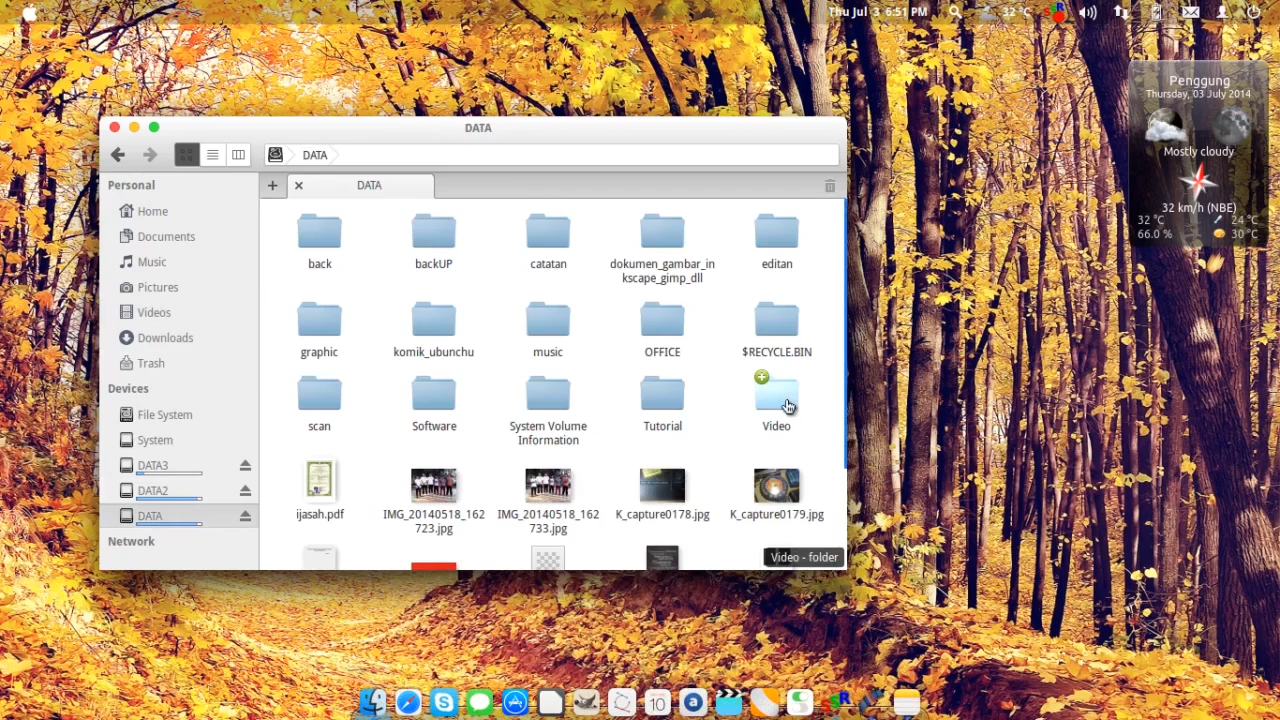 Thu Jul 3 6:51 PM
32 °C
Penggung
Thursday, 03 July 2014
Mostly cloudy
32 km/h (NBE)
32 °C 24 °C
66.0 % 30 °C
DATA
DATA
DATA
Personal
Home
Documents
Music
Pictures
Videos
Downloads
Trash
Devices
File System
System
DATA3
DATA2
DATA
Network
back
backUP
catatan
dokumen_gambar_in
kscape_gimp_dll
editan
graphic
komik_ubunchu
music
OFFICE
$RECYCLE.BIN
scan
Software
System Volume
Information
Tutorial
Video
ijasah.pdf
IMG_20140518_162
723.jpg
IMG_20140518_162
733.jpg
K_capture0178.jpg
K_capture0179.jpg
Video - folder
10